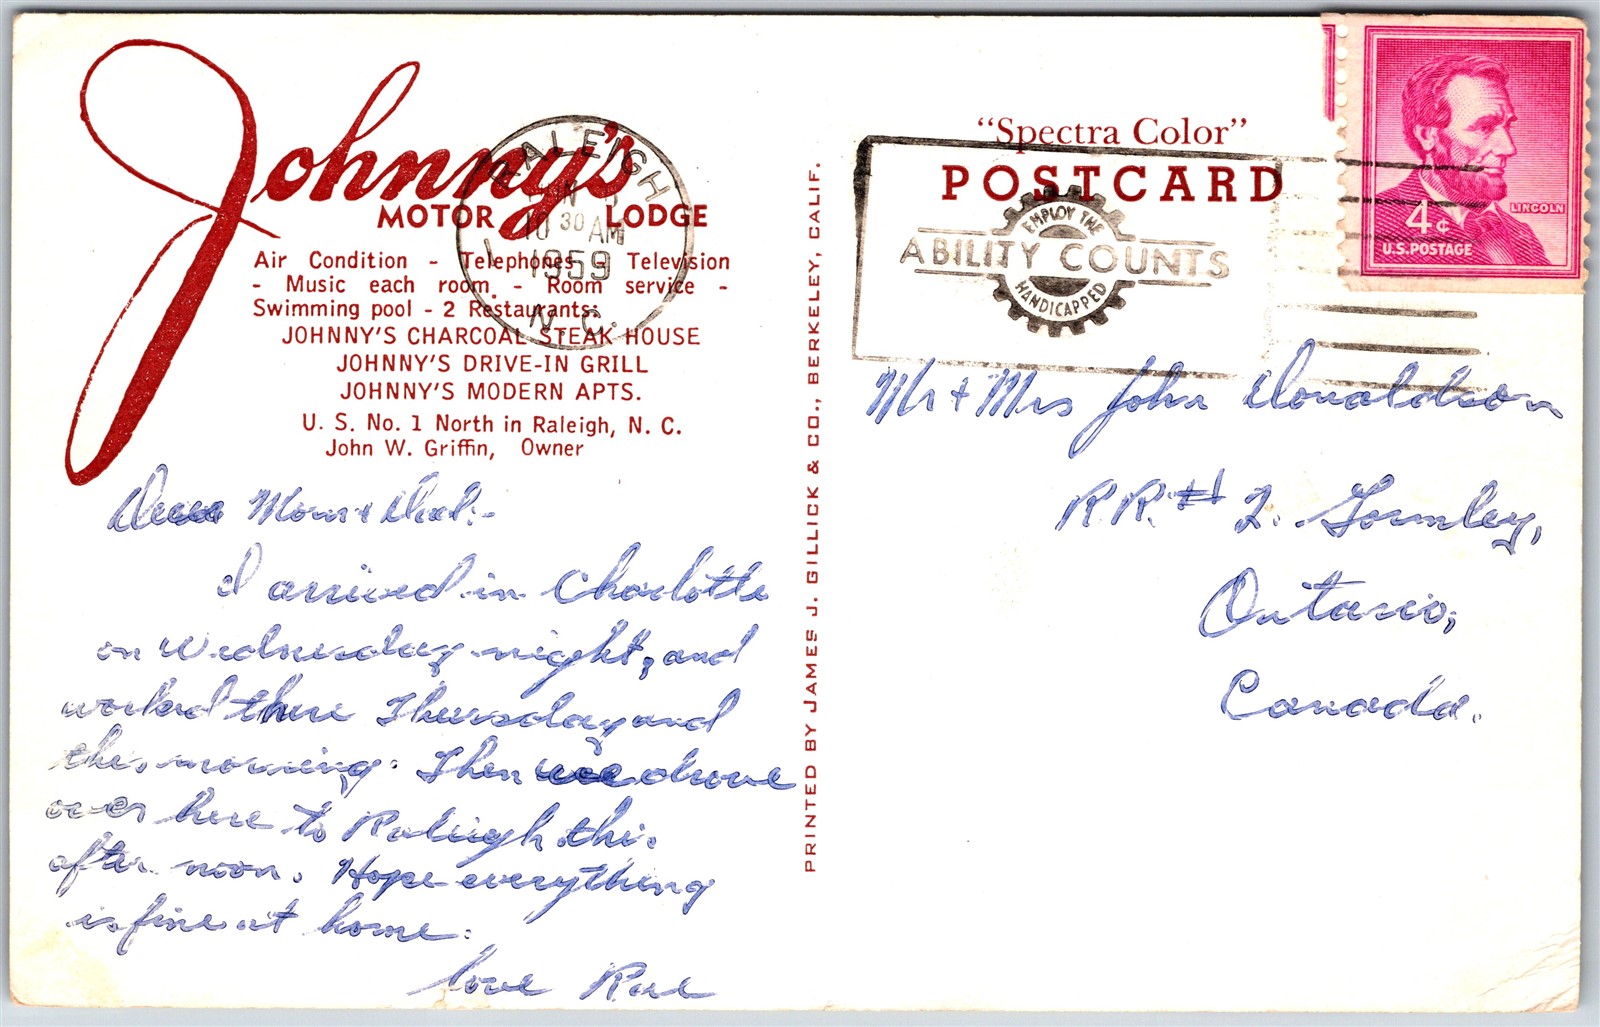 Johnny's
MOTOR LODGE
Air Condition - Telephones - Television
- Music each room - Room service -
Swimming pool - 2 Restaurants:
JOHNNY'S CHARCOAL STEAK HOUSE
JOHNNY'S DRIVE-IN GRILL
JOHNNY'S MODERN APTS.
U. S. No. 1 North in Raleigh, N. C.
John W. Griffin, Owner
RALEIGH
10 30 AM
1959
N. C.
Dear Mom & Dad:-
I arrived in Charlotte
on Wednesday night, and
worked there Thursday and
this morning. Then we drove
over here to Raleigh this
after noon. Hope everything
is fine at home.
Love
PRINTED BY JAMES J. GILLICK & CO., BERKELEY, CALIF.
"Spectra Color"
POSTCARD
EMPLOY THE
ABILITY COUNTS
HANDICAPPED
LINCOLN
4¢
U.S. POSTAGE
Mr + Mrs John Donaldson
R.R. # 2. Gormley,
Ontario,
Canada.